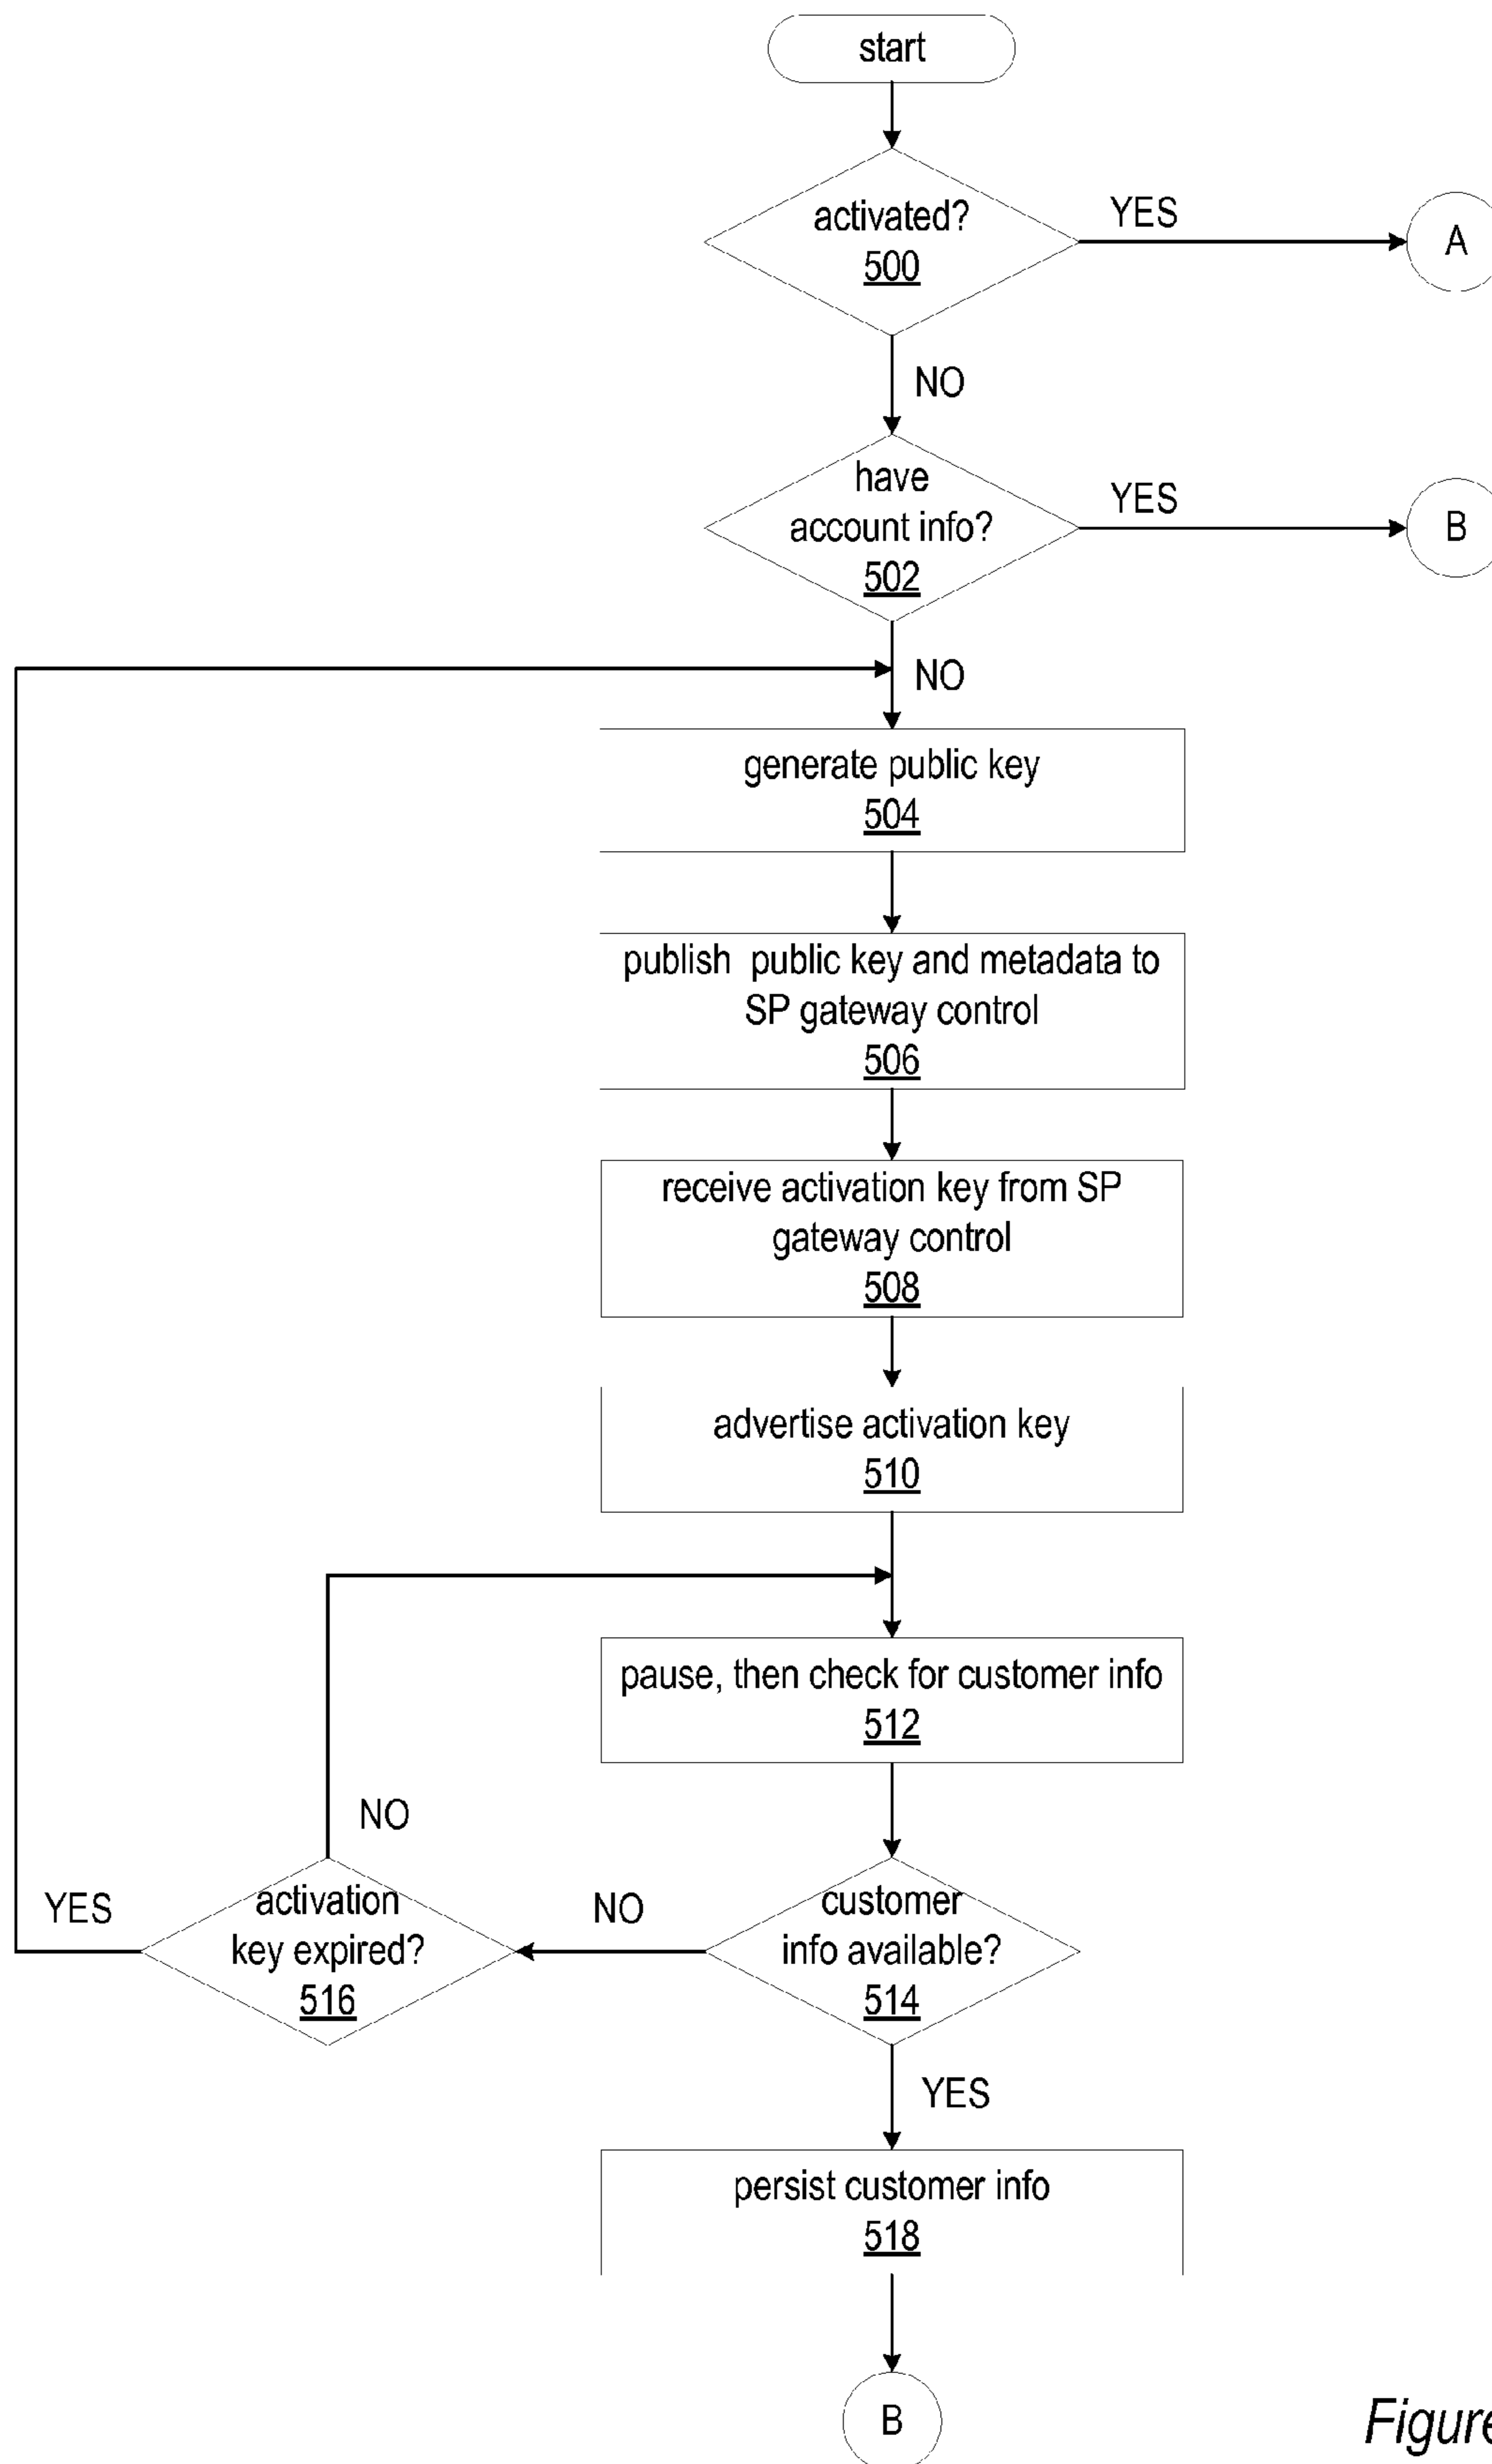 start
activated?
500
YES
A
NO
have
account info?
502
YES
B
NO
generate public key
504
publish public key and metadata to
SP gateway control
506
receive activation key from SP
gateway control
508
advertise activation key
510
pause, then check for customer info
512
NO
YES
activation
key expired?
516
NO
customer
info available?
514
YES
persist customer info
518
B
Figure